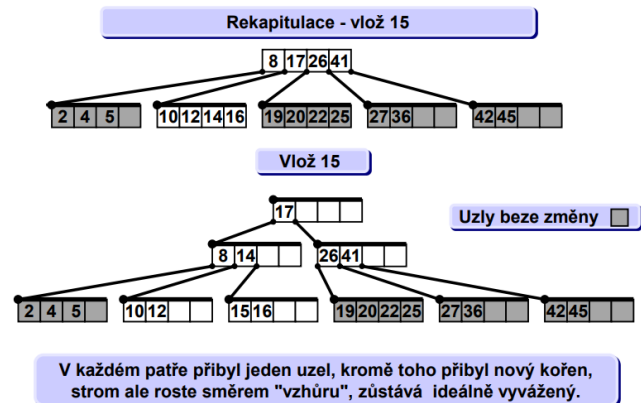 Rekapitulace - vlož 15
8 17 26 41
2 4 5 10 12 14 16 19 20 22 25 27 36 42 45
Vlož 15
17
Uzly beze změny
8 14 26 41
2 4 5 10 12 15 16 19 20 22 25 27 36 42 45
V každém patře přibyl jeden uzel, kromě toho přibyl nový kořen,
strom ale roste směrem "vzhůru", zůstává ideálně vyvážený.